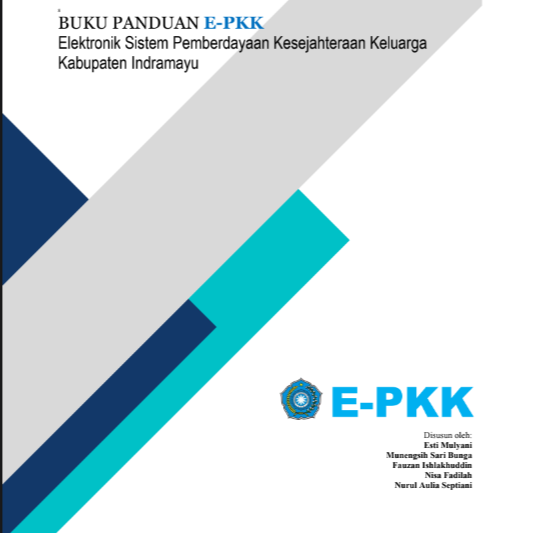 BUKU PANDUAN E-PKK
Elektronik Sistem Pemberdayaan Kesejahteraan Keluarga
Kabupaten Indramayu
E-PKK
Disusun oleh:
Esti Mulyani
Munengsih Sari Bunga
Fauzan Ishlakhuddin
Nisa Fadilah
Nurul Aulia Septiani